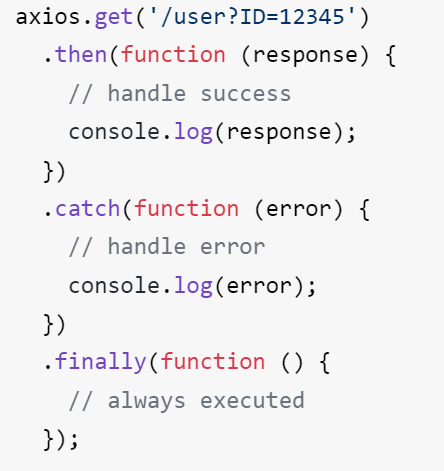 axios.get('/user?ID=12345')
  .then(function (response) {
    // handle success
    console.log(response);
  })
  .catch(function (error) {
    // handle error
    console.log(error);
  })
  .finally(function () {
    // always executed
  });